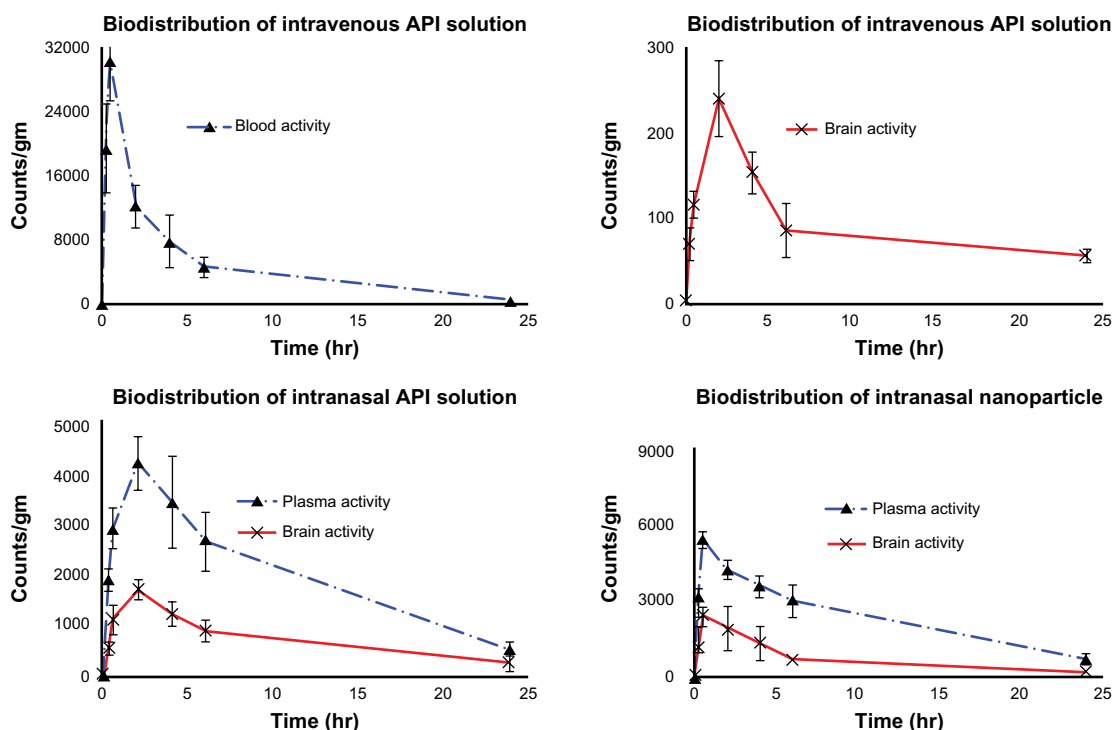 Biodistribution of intravenous API solution
32000
24000
16000
8000
0
Counts/gm
Blood activity
0
5
10
15
20
25
Time (hr)
Biodistribution of intravenous API solution
300
200
100
0
Counts/gm
Brain activity
0
5
10
15
20
25
Time (hr)
Biodistribution of intranasal API solution
5000
4000
3000
2000
1000
0
Counts/gm
Plasma activity
Brain activity
0
5
10
15
20
25
Time (hr)
Biodistribution of intranasal nanoparticle
9000
6000
3000
0
Counts/gm
Plasma activity
Brain activity
0
5
10
15
20
25
Time (hr)